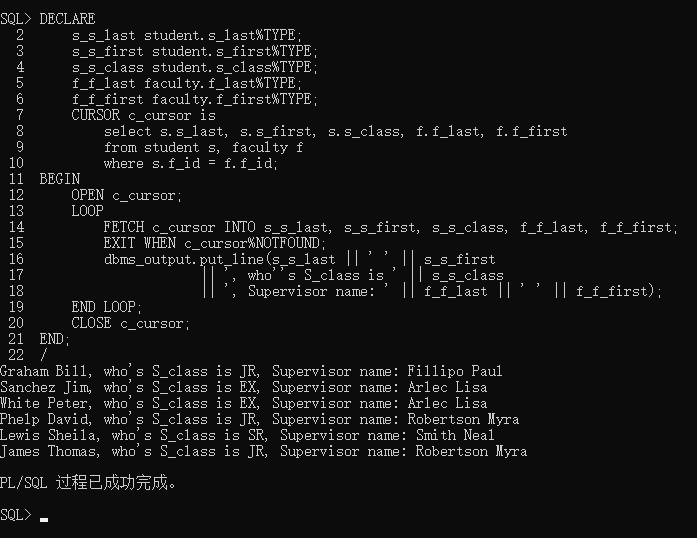 SQL> DECLARE
  2      s_s_last student.s_last%TYPE;
  3      s_s_first student.s_first%TYPE;
  4      s_s_class student.s_class%TYPE;
  5      f_f_last faculty.f_last%TYPE;
  6      f_f_first faculty.f_first%TYPE;
  7      CURSOR c_cursor is
  8          select s.s_last, s.s_first, s.s_class, f.f_last, f.f_first
  9          from student s, faculty f
 10          where s.f_id = f.f_id;
 11  BEGIN
 12      OPEN c_cursor;
 13      LOOP
 14          FETCH c_cursor INTO s_s_last, s_s_first, s_s_class, f_f_last, f_f_first;
 15          EXIT WHEN c_cursor%NOTFOUND;
 16          dbms_output.put_line(s_s_last || ' ' || s_s_first
 17                      || ', who''s S_class is ' || s_s_class
 18                      || ', Supervisor name: ' || f_f_last || ' ' || f_f_first);
 19      END LOOP;
 20      CLOSE c_cursor;
 21  END;
 22  /
Graham Bill, who's S_class is JR, Supervisor name: Fillipo Paul
Sanchez Jim, who's S_class is EX, Supervisor name: Arlec Lisa
White Peter, who's S_class is EX, Supervisor name: Arlec Lisa
Phelp David, who's S_class is JR, Supervisor name: Robertson Myra
Lewis Sheila, who's S_class is SR, Supervisor name: Smith Neal
James Thomas, who's S_class is JR, Supervisor name: Robertson Myra
PL/SQL 过程已成功完成。
SQL>